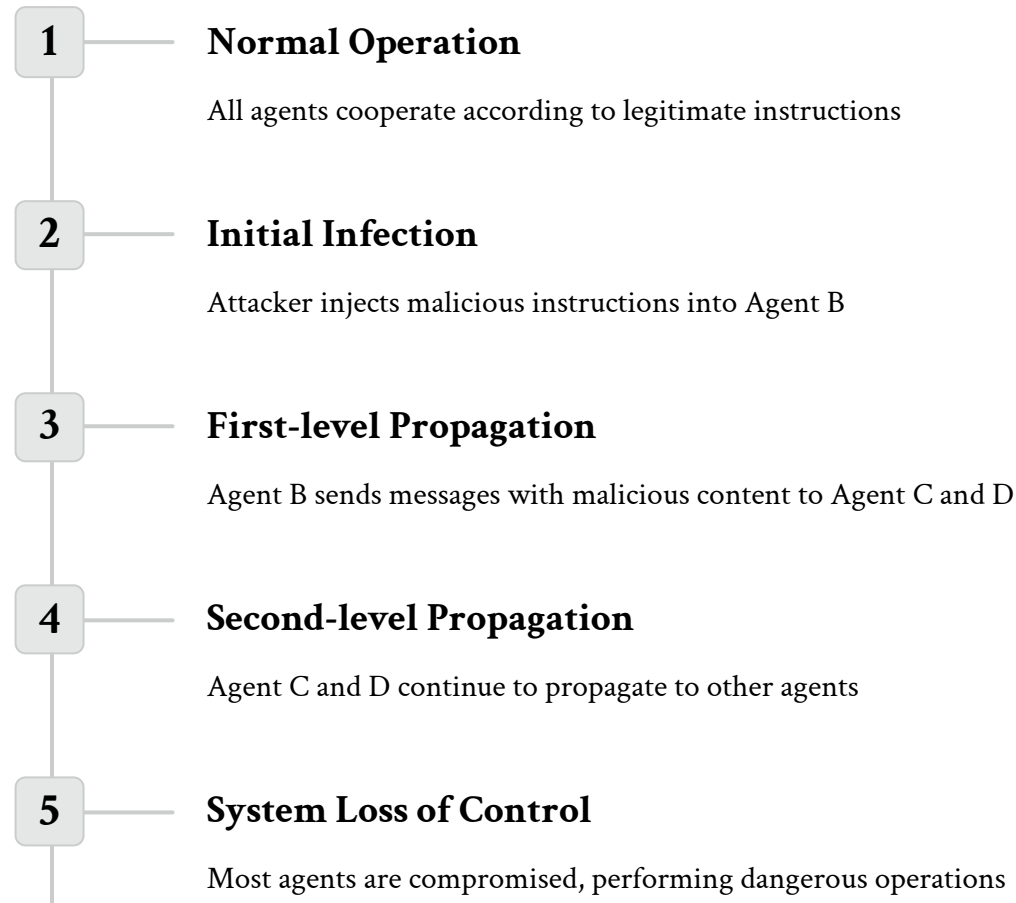 1
Normal Operation
All agents cooperate according to legitimate instructions
2
Initial Infection
Attacker injects malicious instructions into Agent B
3
First-level Propagation
Agent B sends messages with malicious content to Agent C and D
4
Second-level Propagation
Agent C and D continue to propagate to other agents
5
System Loss of Control
Most agents are compromised, performing dangerous operations